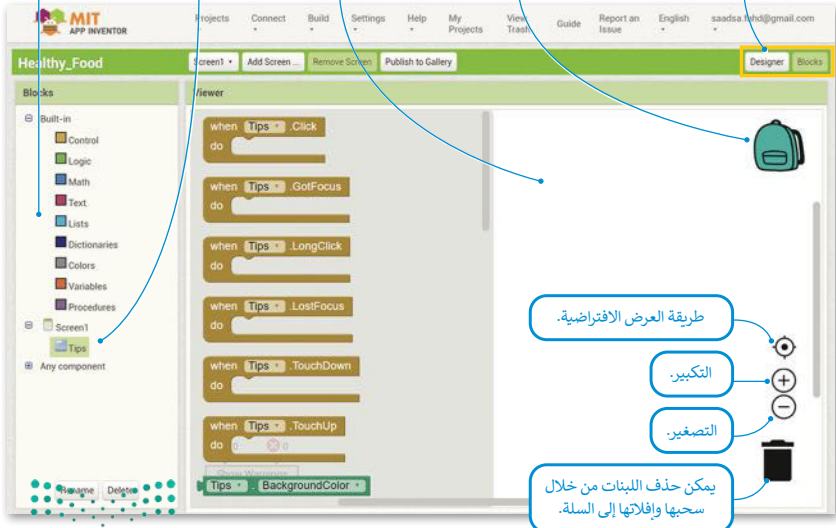 MIT
APP INVENTOR
Projects
Connect
Build
Settings
Help
My Projects
View Trash
Guide
Report an Issue
English
saadsa.fahd@gmail.com
Healthy_Food
Screen1
Add Screen ...
Remove Screen
Publish to Gallery
Designer
Blocks
Blocks
Viewer
Built-in
Control
Logic
Math
Text
Lists
Dictionaries
Colors
Variables
Procedures
Screen1
Tips
Any component
Rename
Delete
when Tips .Click
do
when Tips .GotFocus
do
when Tips .LongClick
do
when Tips .LostFocus
do
when Tips .TouchDown
do
when Tips .TouchUp
do
0
0
Show Warnings
Tips . BackgroundColor
طريقة العرض الافتراضية.
التكبير.
التصغير.
يمكن حذف اللبنات من خلال
سحبها وإفلاتها إلى السلة.